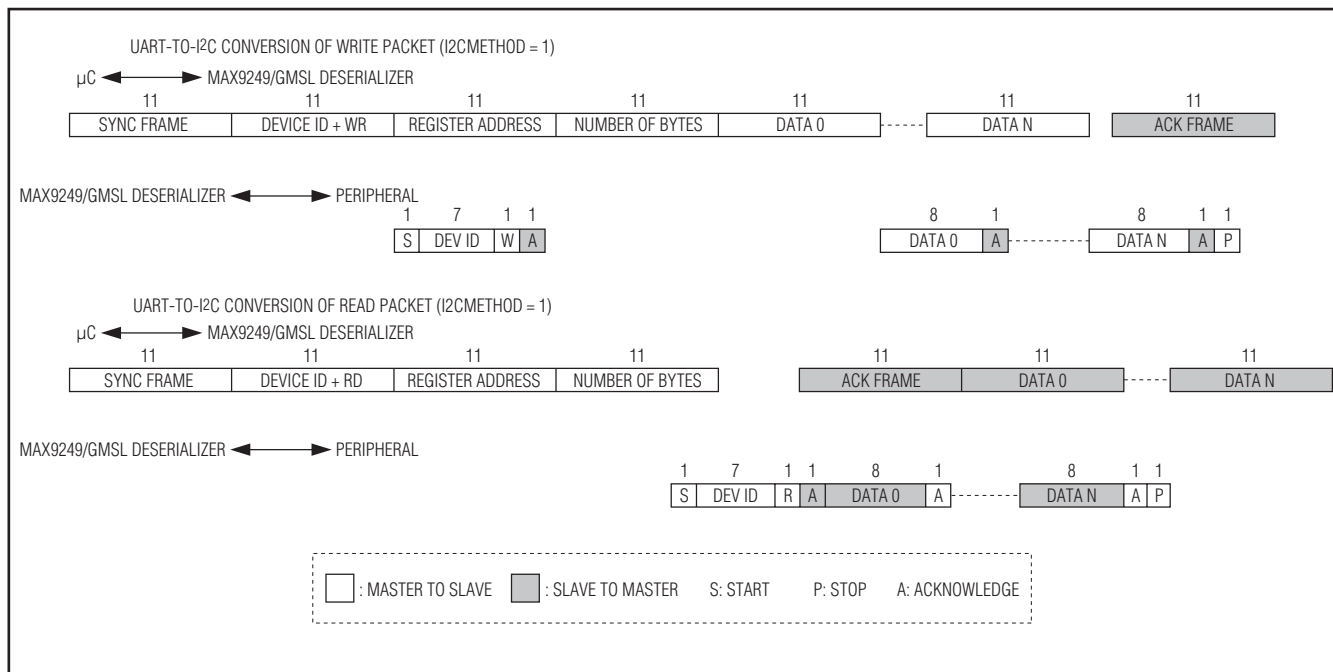 UART-TO-I2C CONVERSION OF WRITE PACKET (I2CMETHOD = 1)
µC MAX9249/GMSL DESERIALIZER
11 11 11 11 11 11 11
SYNC FRAME DEVICE ID + WR REGISTER ADDRESS NUMBER OF BYTES DATA 0 DATA N ACK FRAME
MAX9249/GMSL DESERIALIZER PERIPHERAL
1 7 1 1 8 1 8 1 1
S DEV ID W A DATA 0 A DATA N A P
UART-TO-I2C CONVERSION OF READ PACKET (I2CMETHOD = 1)
µC MAX9249/GMSL DESERIALIZER
11 11 11 11 11 11 11
SYNC FRAME DEVICE ID + RD REGISTER ADDRESS NUMBER OF BYTES ACK FRAME DATA 0 DATA N
MAX9249/GMSL DESERIALIZER PERIPHERAL
1 7 1 1 8 1 8 1 1
S DEV ID R A DATA 0 A DATA N A P
: MASTER TO SLAVE : SLAVE TO MASTER S: START P: STOP A: ACKNOWLEDGE